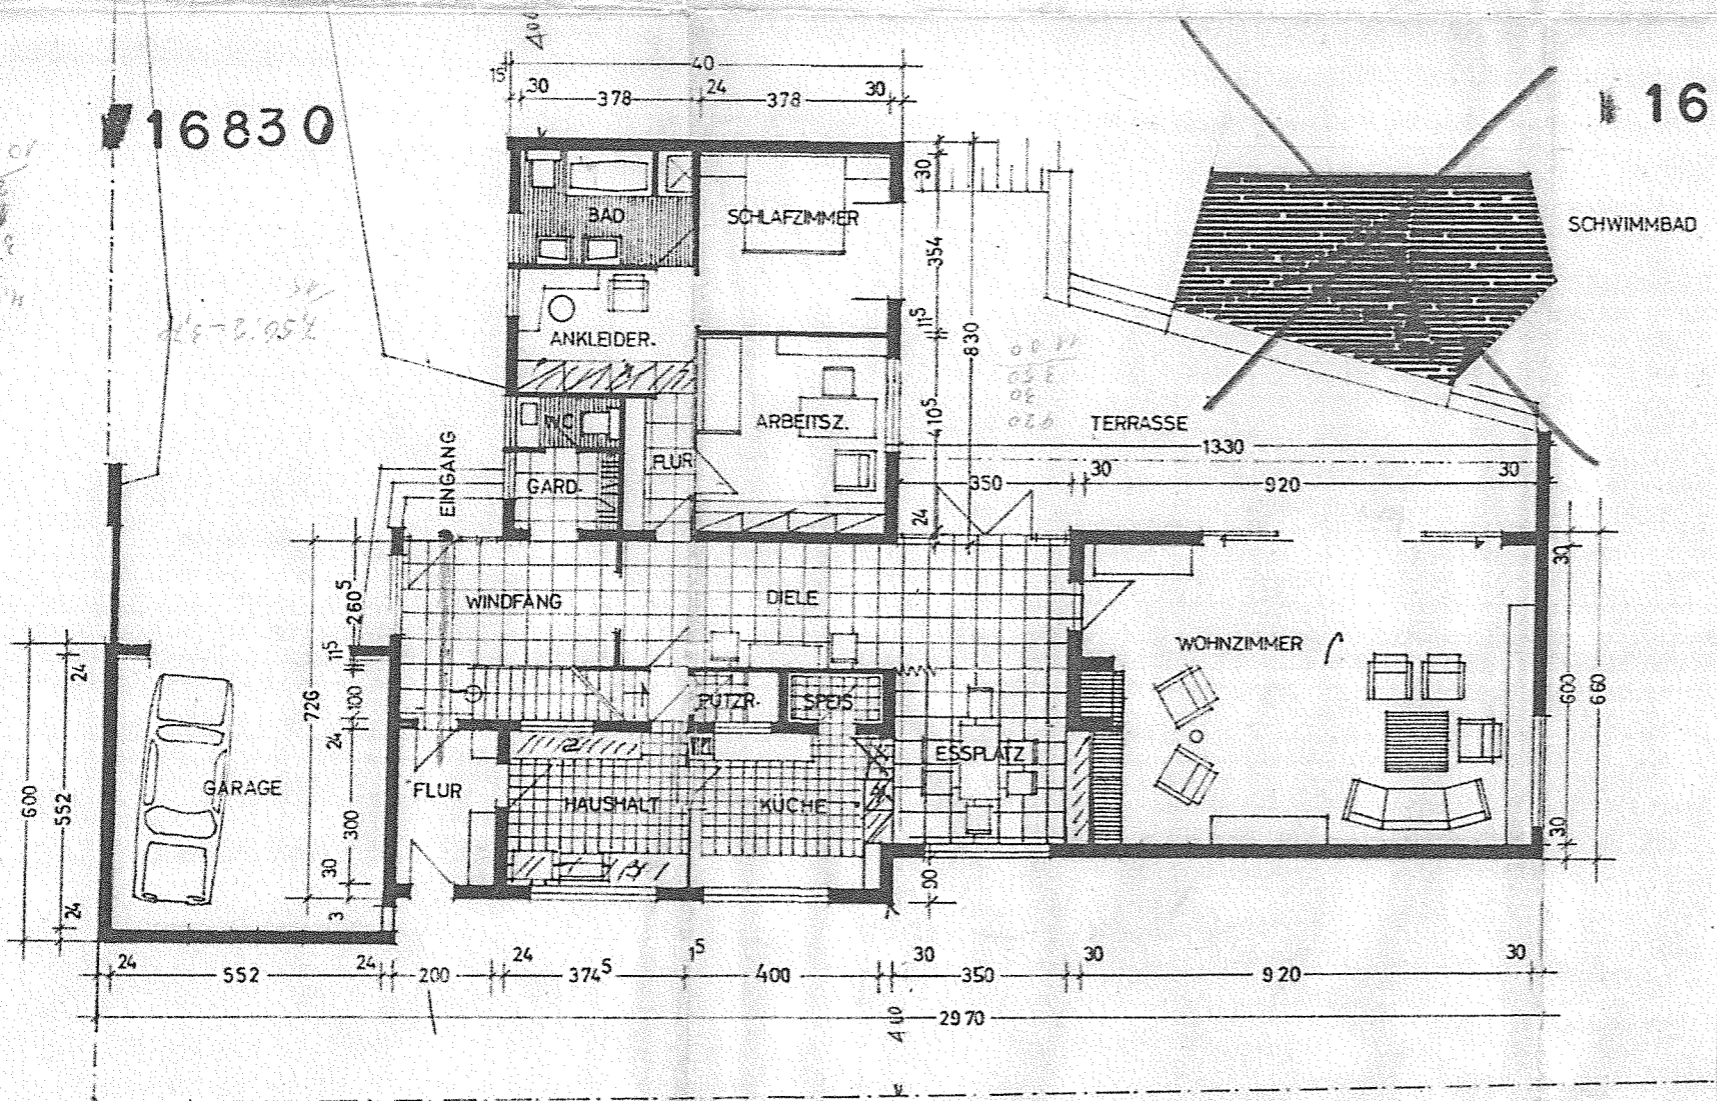 40
15
30
378
24
378
30
16830
16
BAD
SCHLAFZIMMER
30
SCHWIMMBAD
354
ANKLEIDER.
11⁵
830
WC
ARBEITSZ.
410⁵
TERRASSE
1330
EINGANG
FLUR
GARD.
350
30
920
30
24
WINDFANG
DIELE
260⁵
30
WOHNZIMMER
11⁵
24
726
100
PUTZR.
SPEIS
600
660
24
ESSPLATZ
GARAGE
FLUR
HAUSHALT
KÜCHE
600
552
300
30
30
90
24
3
24
552
24
200
24
374⁵
1⁵
400
30
350
30
920
30
2970